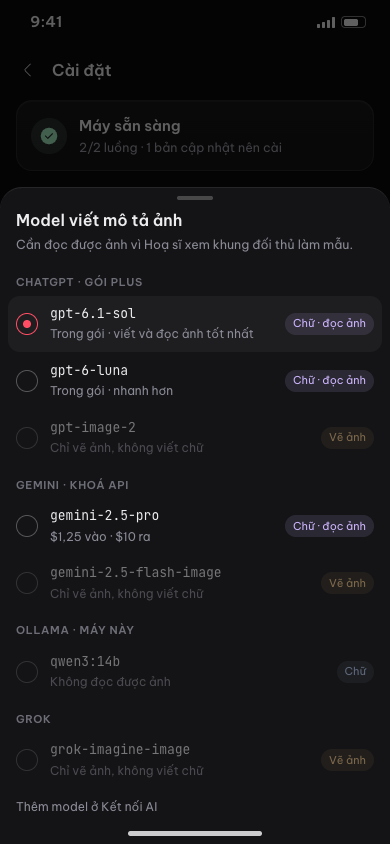 9:41
Cài đặt
Máy sẵn sàng
2/2 luồng · 1 bản cập nhật nên cài
Model viết mô tả ảnh
Cần đọc được ảnh vì Hoạ sĩ xem khung đối thủ làm mẫu.
CHATGPT · GÓI PLUS
gpt-6.1-sol
Chữ · đọc ảnh
Trong gói · viết và đọc ảnh tốt nhất
gpt-6-luna
Chữ · đọc ảnh
Trong gói · nhanh hơn
gpt-image-2
Vẽ ảnh
Chỉ vẽ ảnh, không viết chữ
GEMINI · KHOÁ API
gemini-2.5-pro
Chữ · đọc ảnh
$1,25 vào · $10 ra
gemini-2.5-flash-image
Vẽ ảnh
Chỉ vẽ ảnh, không viết chữ
OLLAMA · MÁY NÀY
qwen3:14b
Chữ
Không đọc được ảnh
GROK
grok-imagine-image
Vẽ ảnh
Chỉ vẽ ảnh, không viết chữ
Thêm model ở Kết nối AI